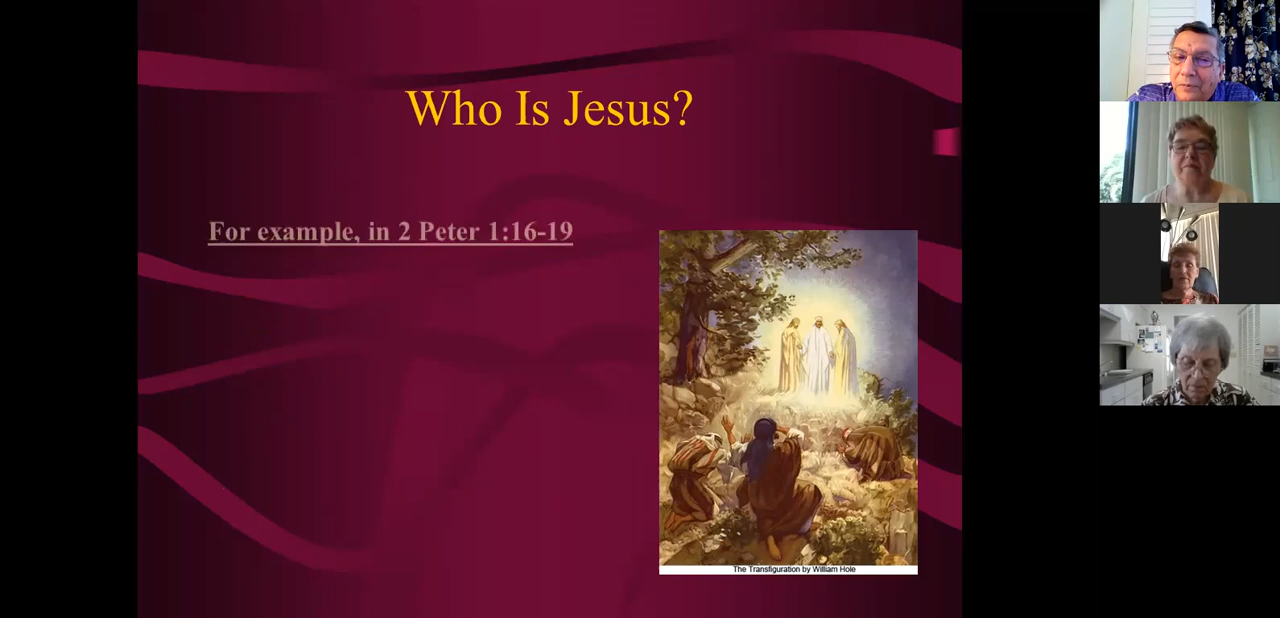 Who Is Jesus?
For example, in 2 Peter 1:16-19
The Transfiguration by William Hole